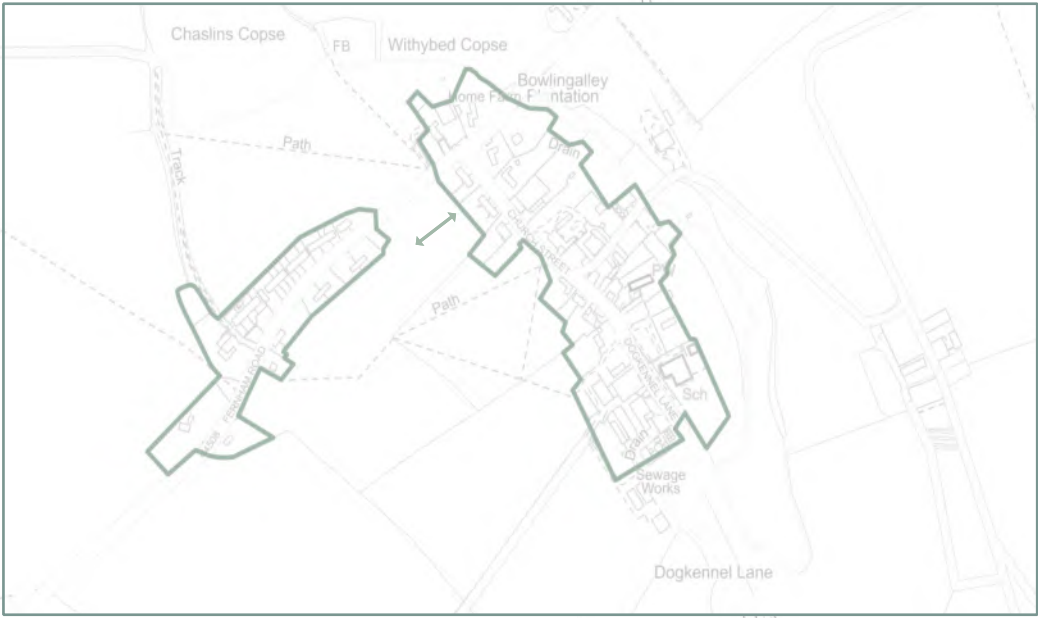 Chaslins Copse
FB
Withybed Copse
Bowlingalley
Home Farm
Plantation
Drain
Path
Track
CHURCH STREET
PW
Path
DOGKENNEL LANE
FERNHAM ROAD
Sch
Drain
Sewage
Works
Dogkennel Lane